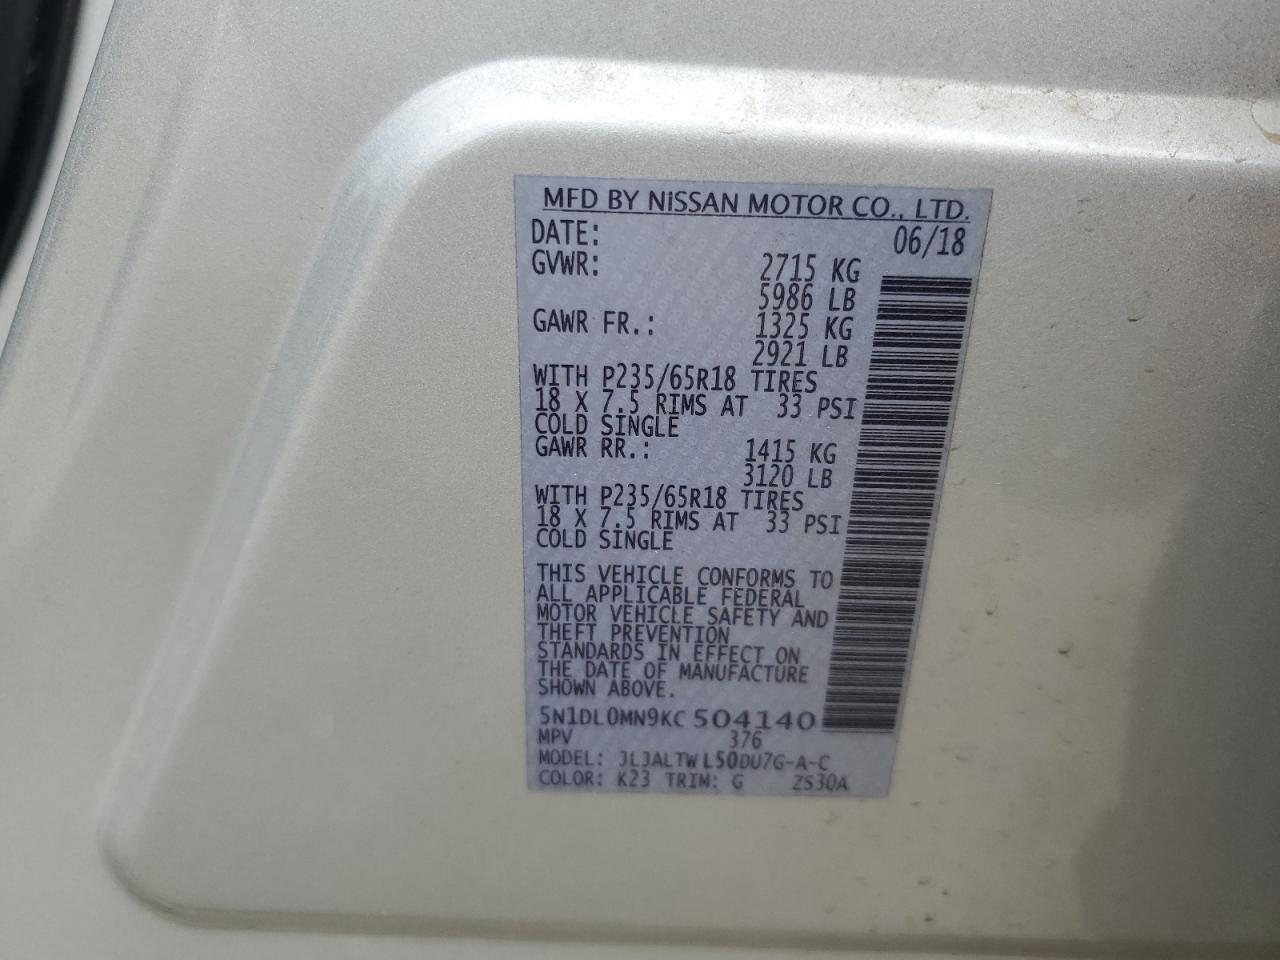 MFD BY NISSAN MOTOR CO., LTD.
DATE: 06/18
GVWR: 2715 KG
5986 LB
GAWR FR.: 1325 KG
2921 LB
WITH P235/65R18 TIRES
18 X 7.5 RIMS AT 33 PSI
COLD SINGLE
GAWR RR.: 1415 KG
3120 LB
WITH P235/65R18 TIRES
18 X 7.5 RIMS AT 33 PSI
COLD SINGLE
THIS VEHICLE CONFORMS TO
ALL APPLICABLE FEDERAL
MOTOR VEHICLE SAFETY AND
THEFT PREVENTION
STANDARDS IN EFFECT ON
THE DATE OF MANUFACTURE
SHOWN ABOVE.
5N1DL0MN9KC 504140
MPV 376
MODEL: JLJALTWL50DU7G-A-C
COLOR: K23 TRIM: G ZS30A